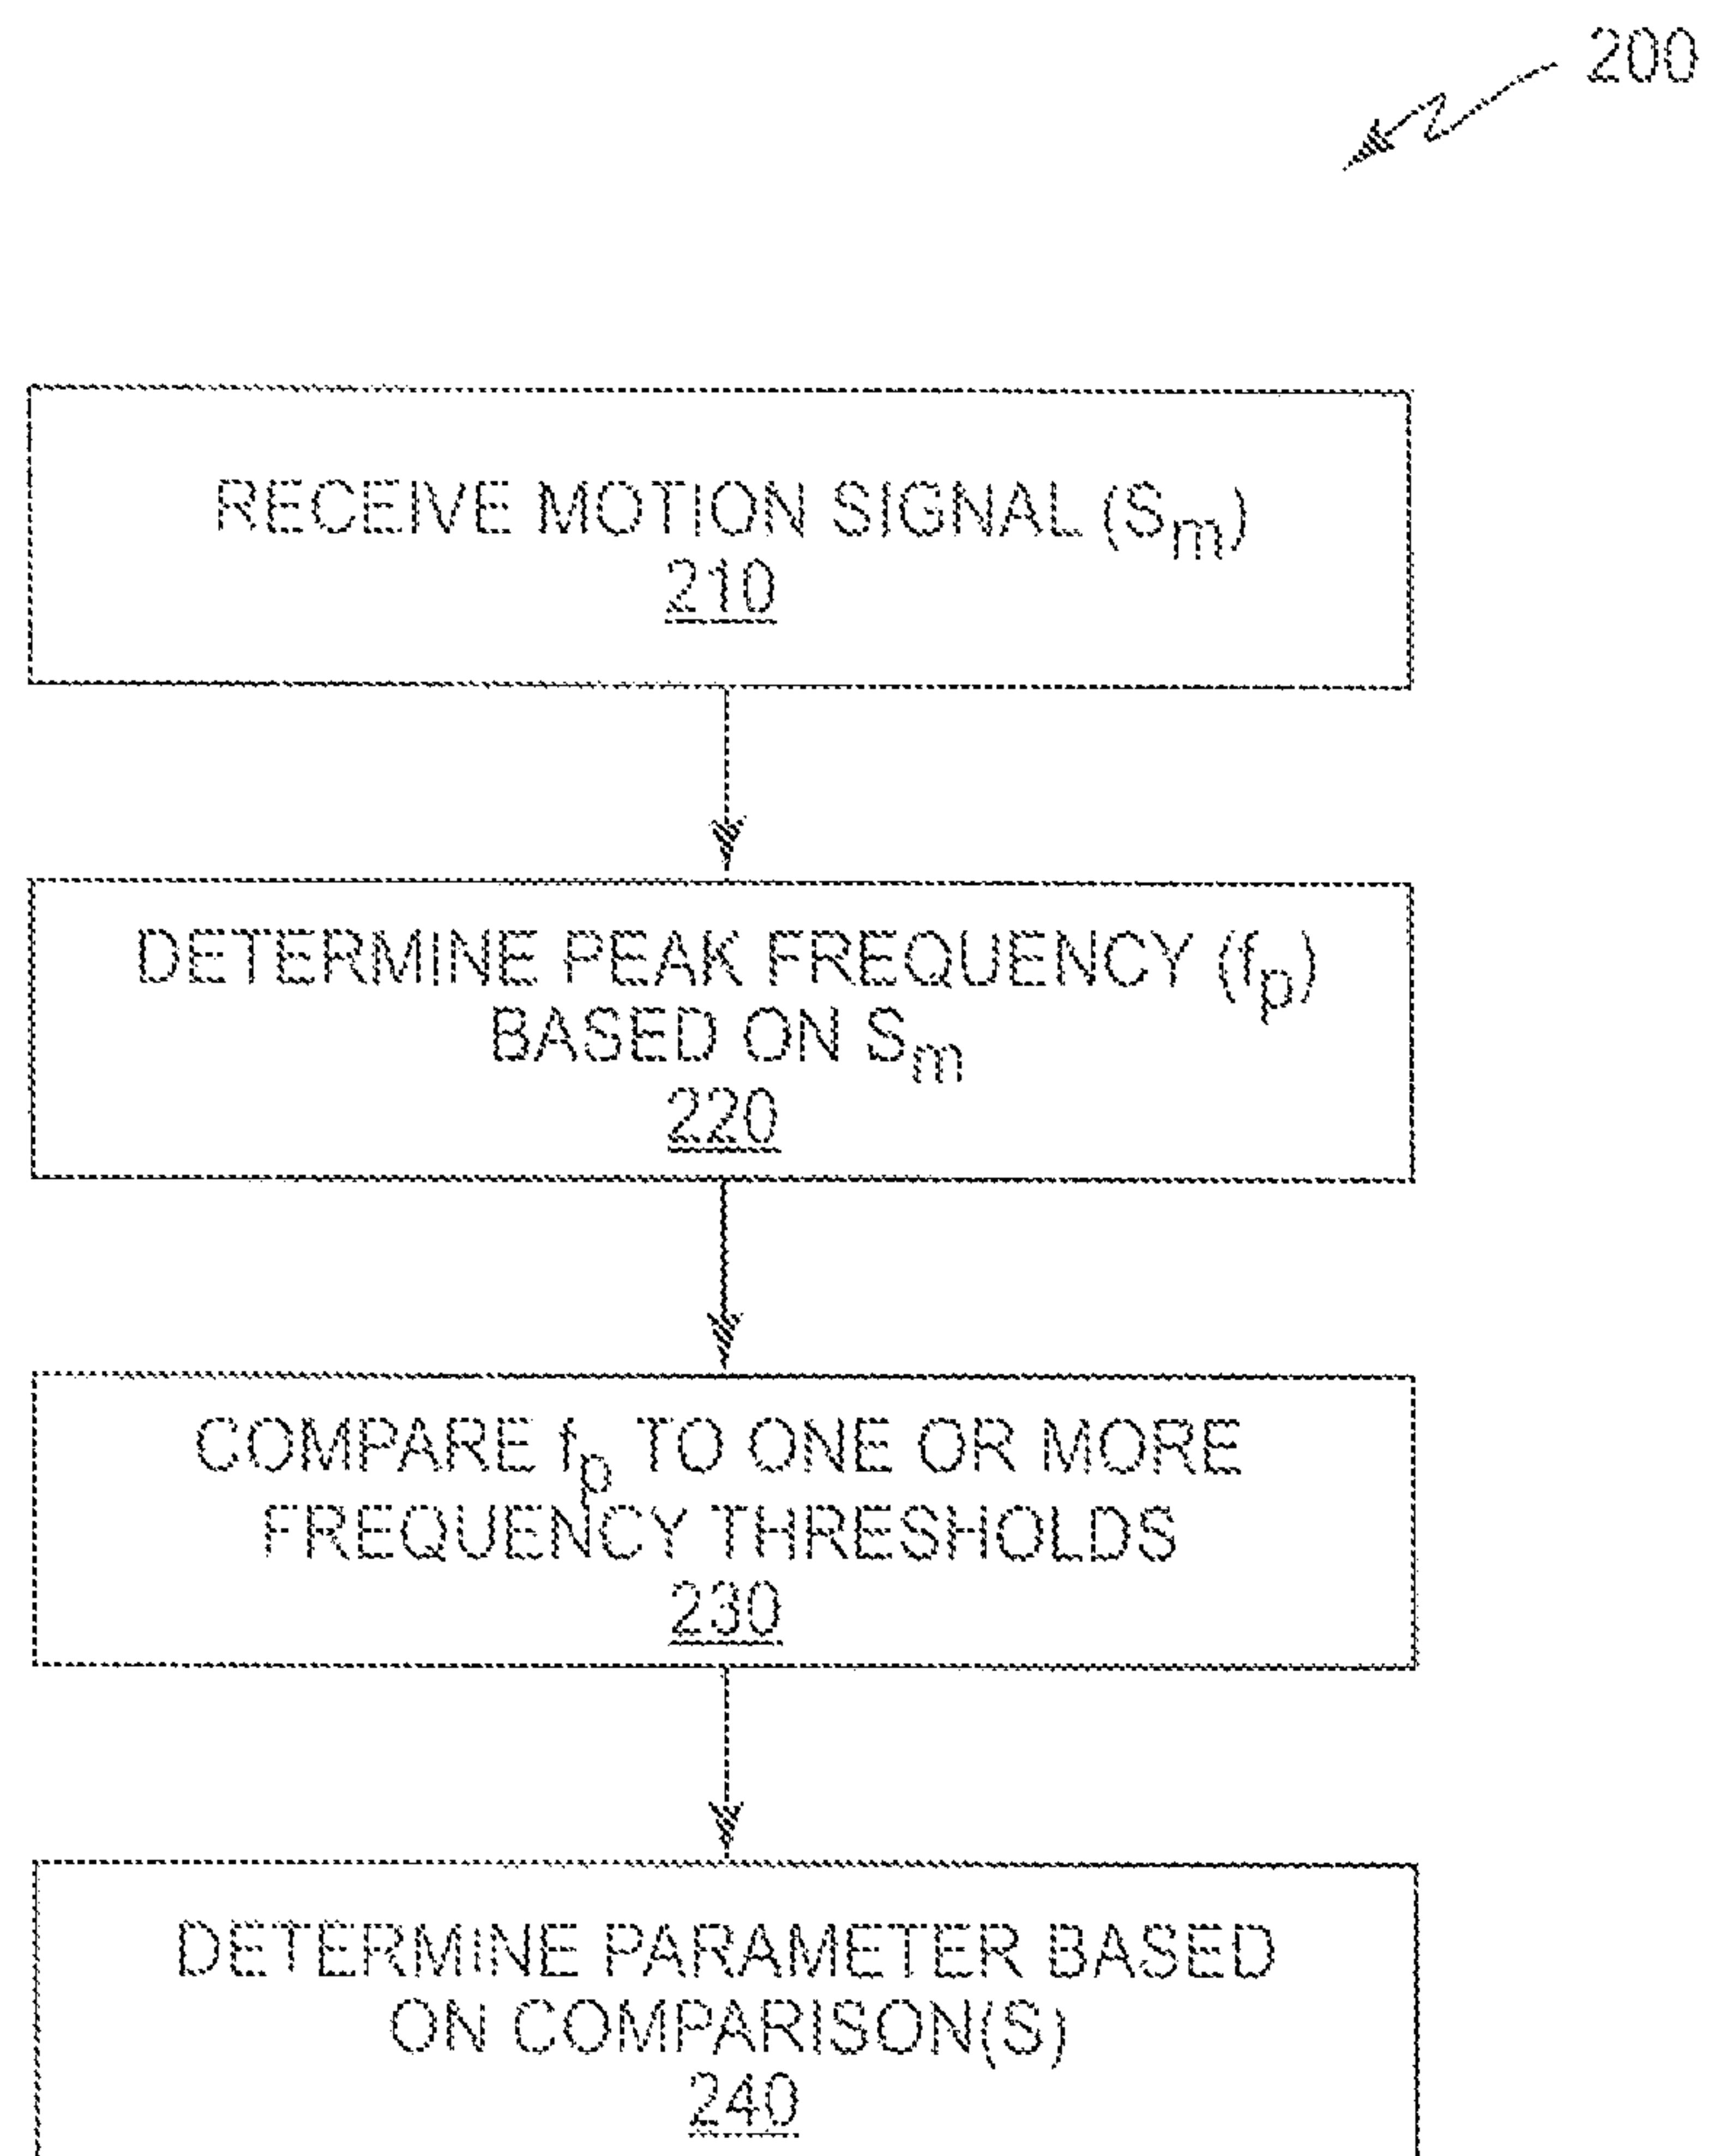 200
RECEIVE MOTION SIGNAL (Sm)
210
DETERMINE PEAK FREQUENCY (fp)
BASED ON Sm
220
COMPARE fp TO ONE OR MORE
FREQUENCY THRESHOLDS
230
DETERMINE PARAMETER BASED
ON COMPARISON(S)
240